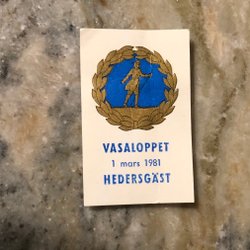 VASALOPPET
1 mars 1981
HEDERSGÄST